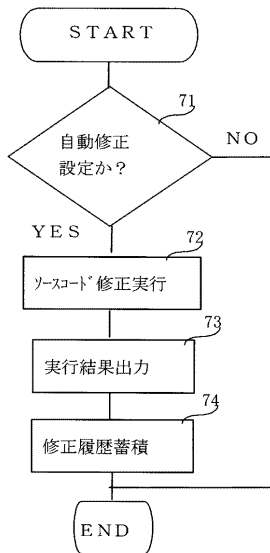 START
71
自動修正
設定か?
NO
YES
72
ソースコード修正実行
73
実行結果出力
74
修正履歴蓄積
END